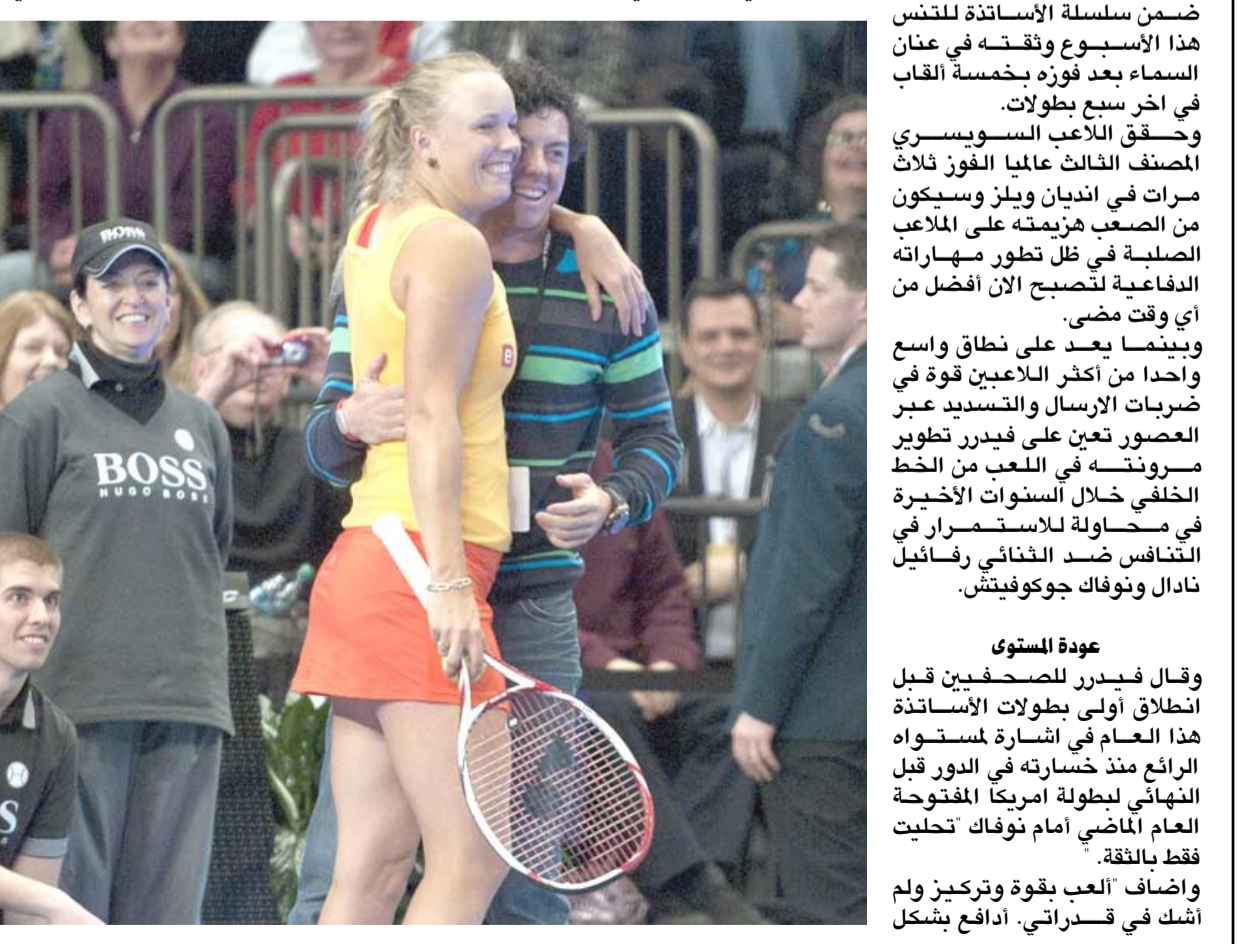 ضمن سلسلة الأساتذة للتنس
هذا الأسبوع وثقته في عنان
السماء بعد فوزه بخمسة ألقاب
في اخر سبع بطولات.
وحقق اللاعب السويسري
المصنف الثالث عالميا الفوز ثلاث
مرات في انديان ويلز وسيكون
من الصعب هزيمته على الملاعب
الصلبة في ظل تطور مهاراته
الدفاعية لتصبح الان أفضل من
أي وقت مضى.
وبينما يعد على نطاق واسع
واحدا من أكثر اللاعبين قوة في
ضربات الارسال والتسديد عبر
العصور تعين على فيدرر تطوير
مرونته في اللعب من الخط
الخلفي خلال السنوات الأخيرة
في محاولة للاستمرار في
التنافس ضد الثنائي رفائيل
نادال ونوفاك جوكوفيتش.
عودة المستوى
وقال فيدرر للصحفيين قبل
انطلاق أولى بطولات الأساتذة
هذا العام في اشارة لمستواه
الرائع منذ خسارته في الدور قبل
النهائي لبطولة امريكا المفتوحة
العام الماضي أمام نوفاك "تحليت
فقط بالثقة. "
واضاف "ألعب بقوة وتركيز ولم
أشك في قدراتي. أدافع بشكل
BOSS
BOSS
HUGO BOSS